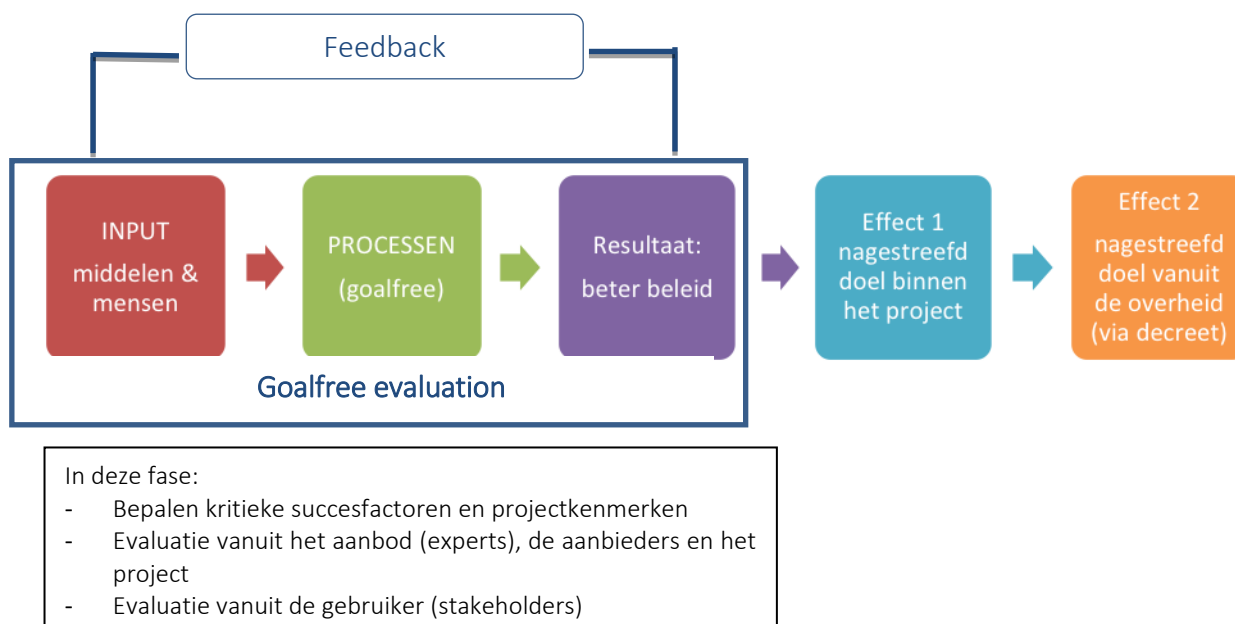 Feedback
INPUT
middelen &
mensen
PROCESSEN
(goalfree)
Resultaat:
beter beleid
Effect 1
nagestreefd
doel binnen
het project
Effect 2
nagestreefd
doel vanuit
de overheid
(via decreet)
Goalfree evaluation
In deze fase:
- Bepalen kritieke succesfactoren en projectkenmerken
- Evaluatie vanuit het aanbod (experts), de aanbieders en het
project
- Evaluatie vanuit de gebruiker (stakeholders)